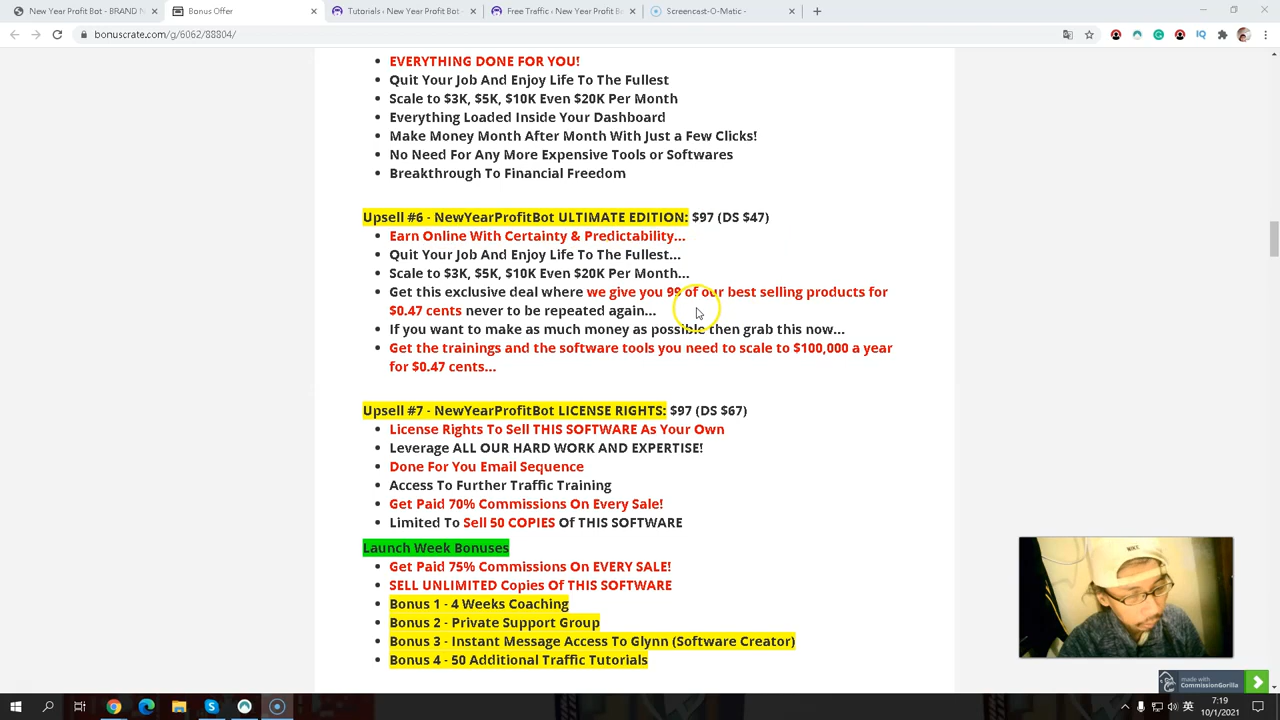 New Year Profit Bot - BRAND N
Bonus Offer
Tutorials ‹ New Year Profit Bot -
Free Traffic ‹ New Year Profit Bo
Screencast-O-Matic -
bonuscrate.com/g/6062/88804/
EVERYTHING DONE FOR YOU!
Quit Your Job And Enjoy Life To The Fullest
Scale to $3K, $5K, $10K Even $20K Per Month
Everything Loaded Inside Your Dashboard
Make Money Month After Month With Just a Few Clicks!
No Need For Any More Expensive Tools or Softwares
Breakthrough To Financial Freedom
Upsell #6 - NewYearProfitBot ULTIMATE EDITION: $97 (DS $47)
Earn Online With Certainty & Predictability...
Quit Your Job And Enjoy Life To The Fullest...
Scale to $3K, $5K, $10K Even $20K Per Month...
Get this exclusive deal where we give you 99 of our best selling products for
$0.47 cents never to be repeated again...
If you want to make as much money as possible then grab this now...
Get the trainings and the software tools you need to scale to $100,000 a year
for $0.47 cents...
Upsell #7 - NewYearProfitBot LICENSE RIGHTS: $97 (DS $67)
License Rights To Sell THIS SOFTWARE As Your Own
Leverage ALL OUR HARD WORK AND EXPERTISE!
Done For You Email Sequence
Access To Further Traffic Training
Get Paid 70% Commissions On Every Sale!
Limited To Sell 50 COPIES Of THIS SOFTWARE
Launch Week Bonuses
Get Paid 75% Commissions On EVERY SALE!
SELL UNLIMITED Copies Of THIS SOFTWARE
Bonus 1 - 4 Weeks Coaching
Bonus 2 - Private Support Group
Bonus 3 - Instant Message Access To Glynn (Software Creator)
Bonus 4 - 50 Additional Traffic Tutorials
made with
CommissionGorilla
英
7:19
10/1/2021